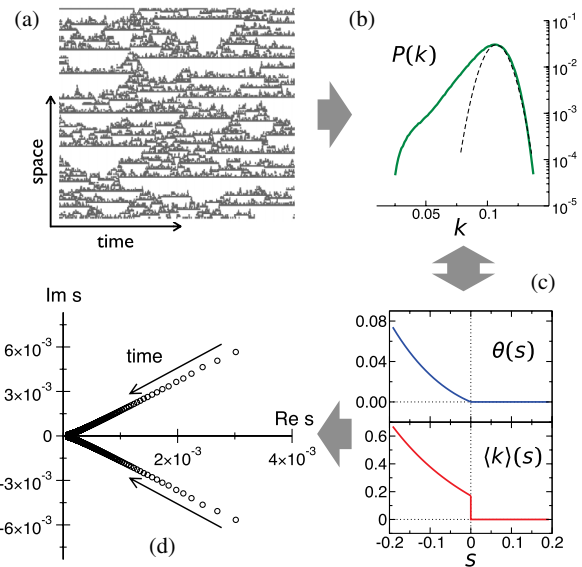 (a)
space
time
(b)
P(k)
10⁻¹
10⁻²
10⁻³
10⁻⁴
10⁻⁵
0.05
0.1
k
(c)
0.08
0.04
0.00
θ(s)
0.6
0.4
0.2
0
⟨k⟩(s)
-0.2
-0.1
0
0.1
0.2
s
Im s
6×10⁻³
3×10⁻³
0
-3×10⁻³
-6×10⁻³
time
Re s
2×10⁻³
4×10⁻³
(d)